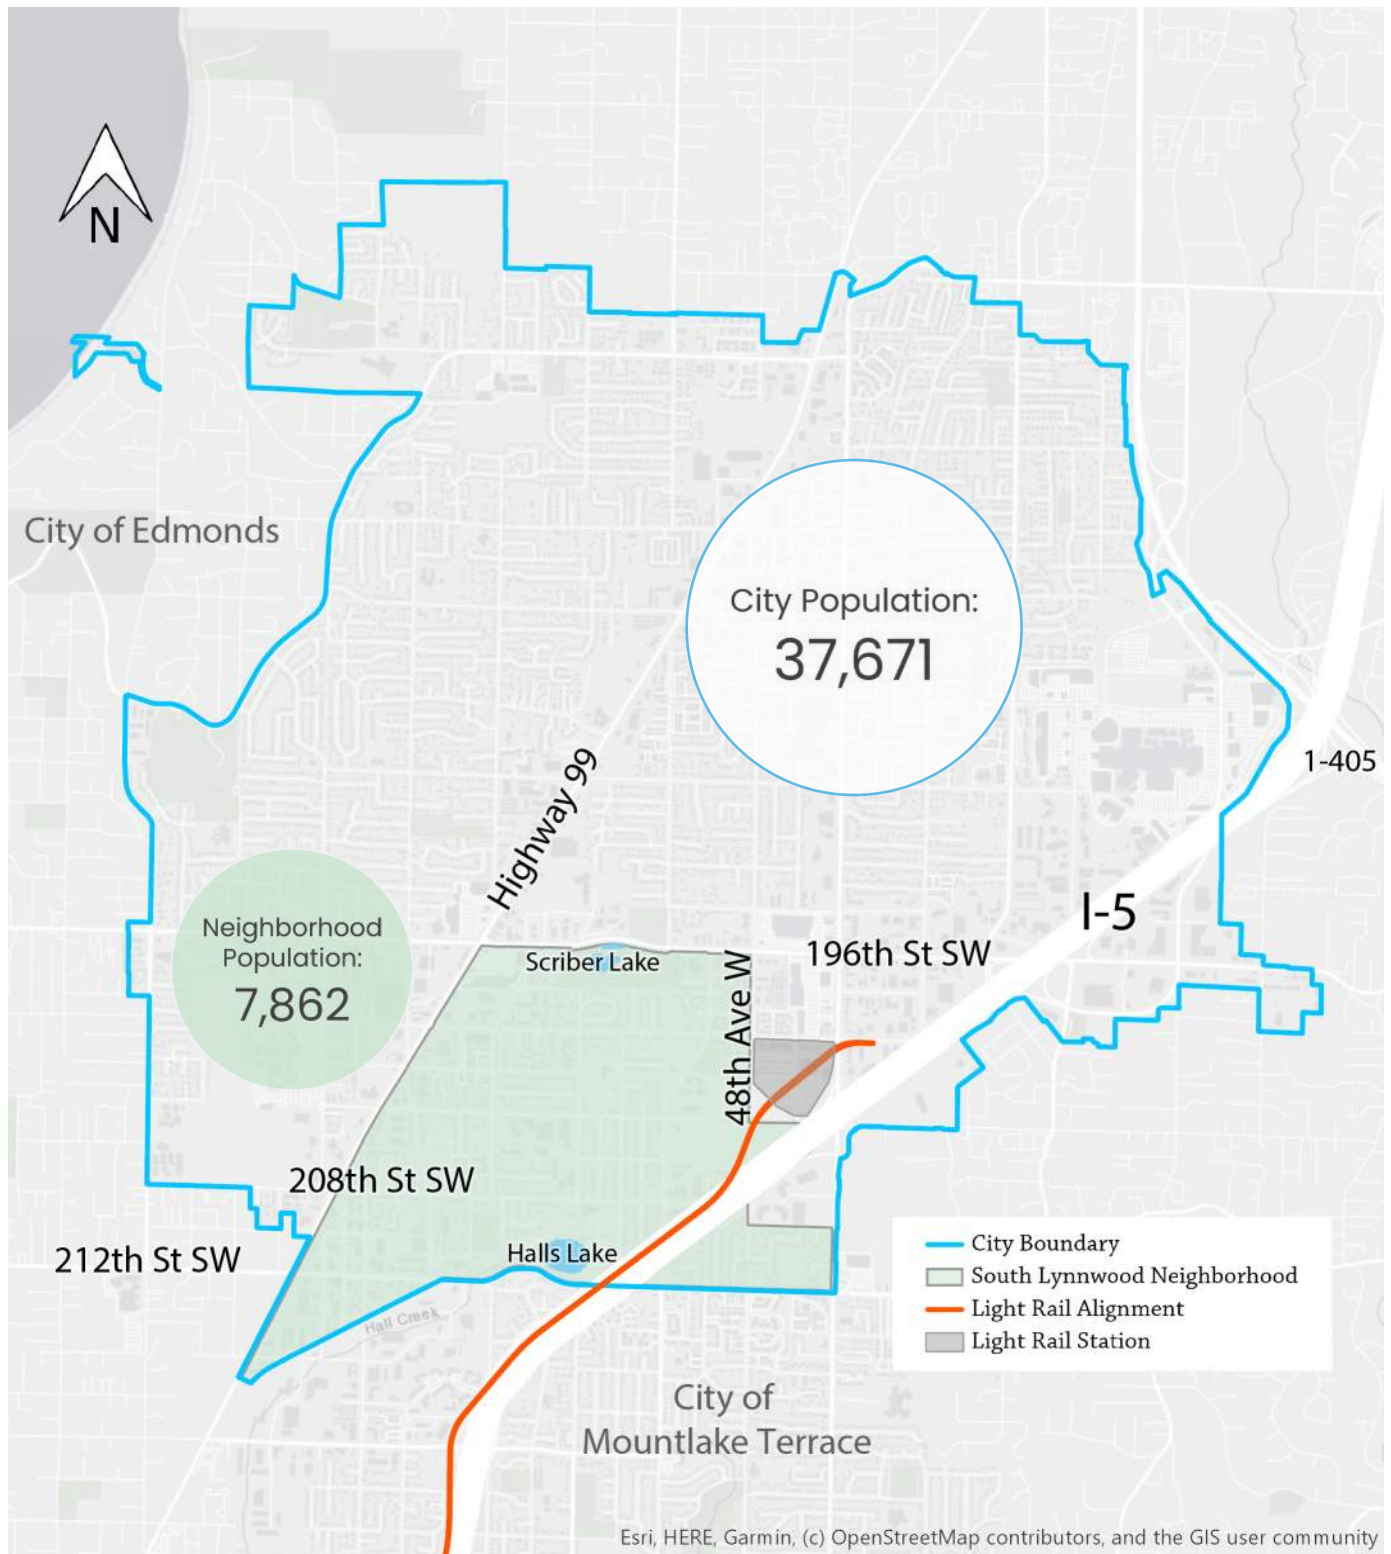 N
City of Edmonds
City Population:
37,671
Highway 99
1-405
I-5
Neighborhood
Population:
7,862
Scriber Lake
196th St SW
48th Ave W
208th St SW
212th St SW
Halls Lake
Hall Creek
City Boundary
South Lynnwood Neighborhood
Light Rail Alignment
Light Rail Station
City of
Mountlake Terrace
Esri, HERE, Garmin, (c) OpenStreetMap contributors, and the GIS user community